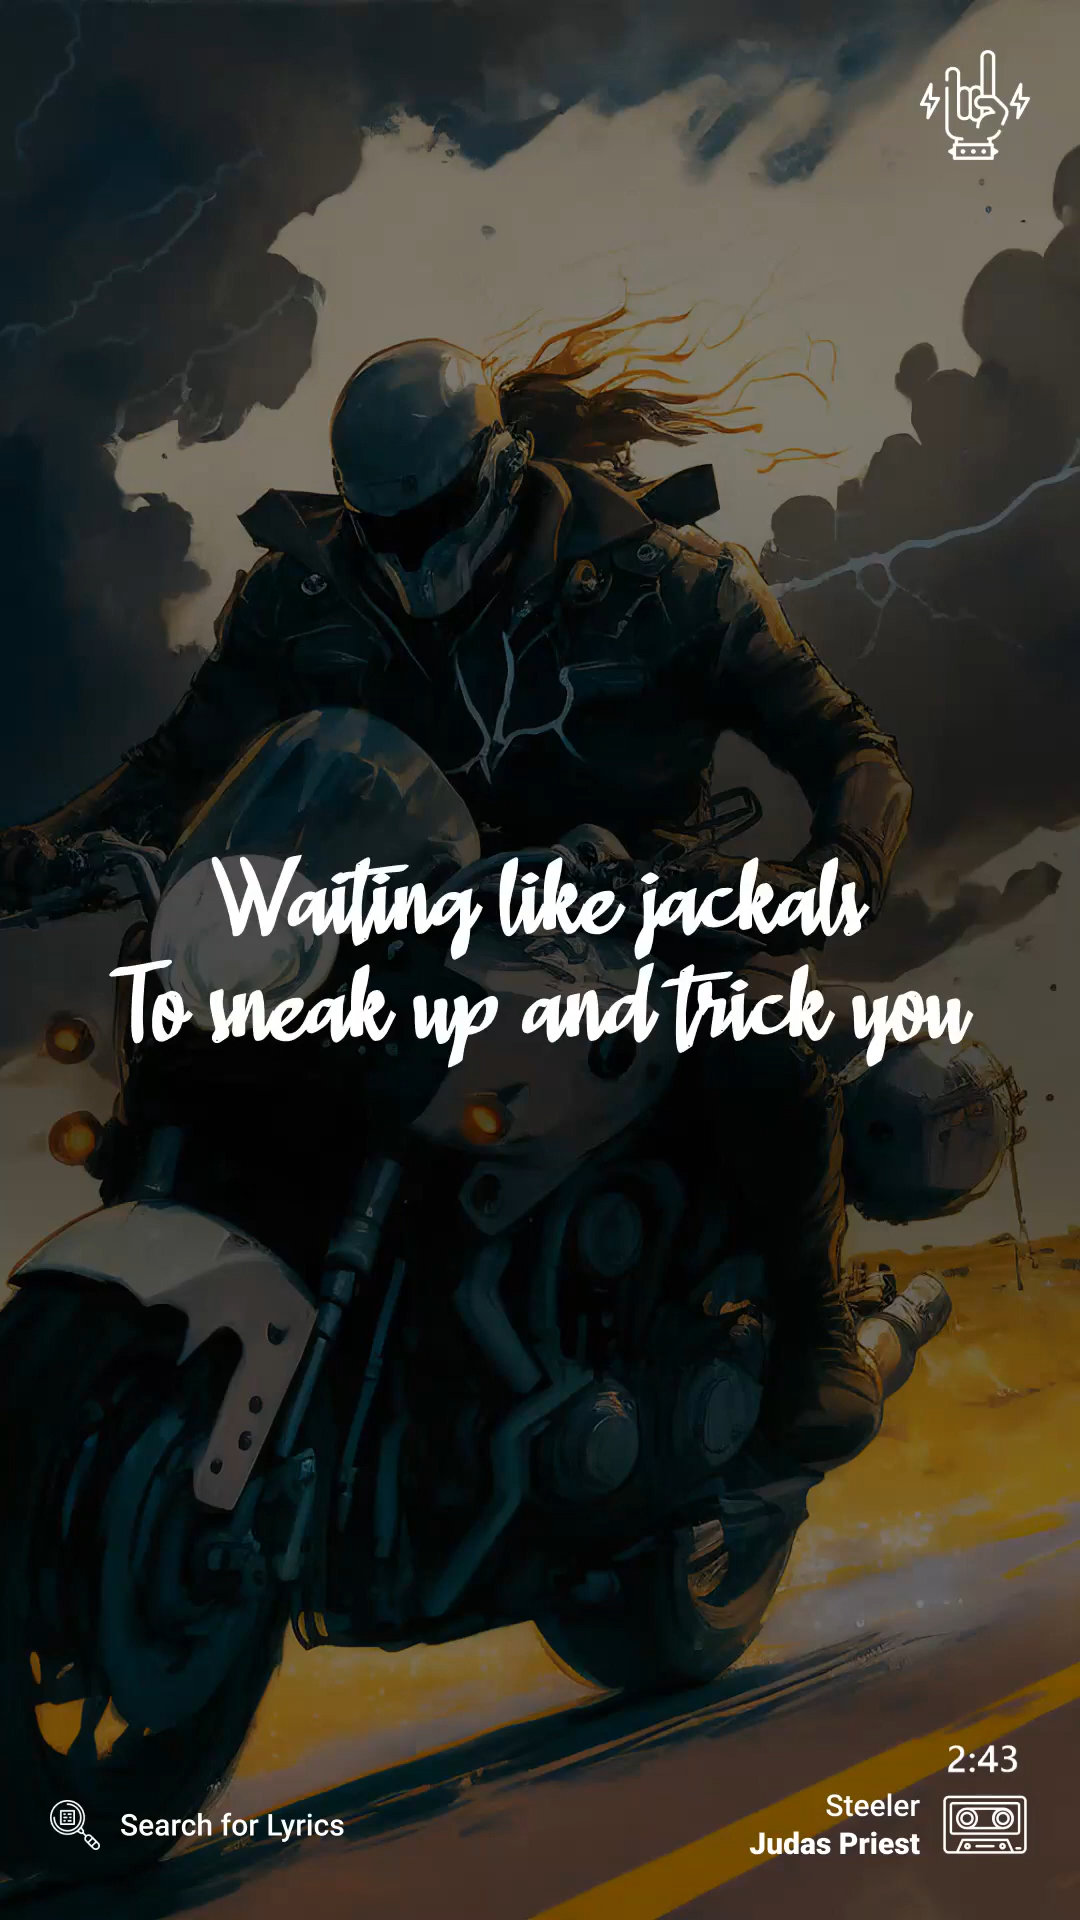 Waiting like jackals
To sneak up and trick you
2:43
Search for Lyrics
Steeler
Judas Priest